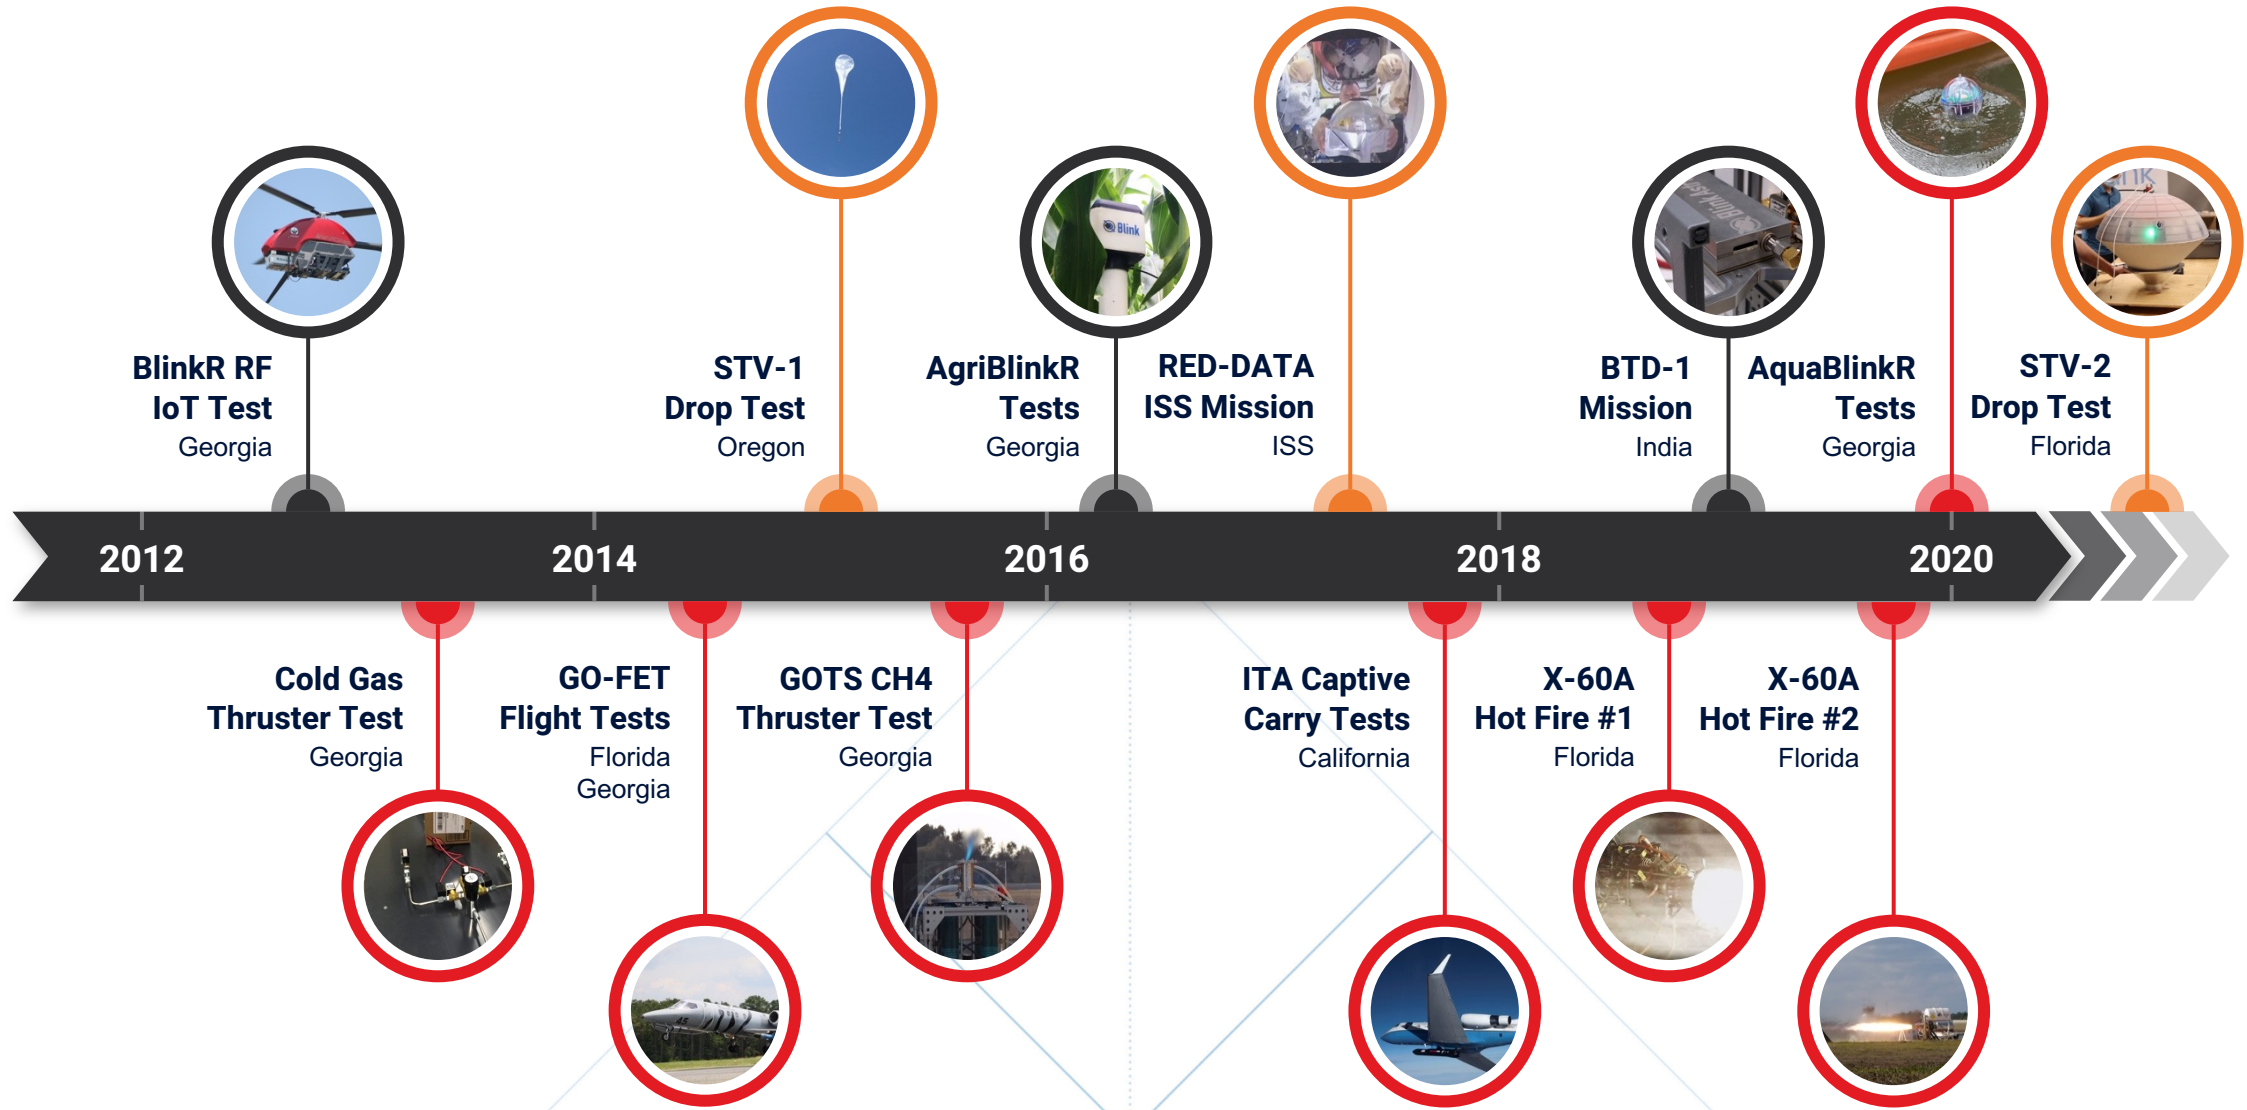 BlinkR RF
IoT Test
Georgia
STV-1
Drop Test
Oregon
Blink
AgriBlinkR
Tests
Georgia
RED-DATA
ISS Mission
ISS
BTD-1
Mission
India
AquaBlinkR
Tests
Georgia
STV-2
Drop Test
Florida
2012
2014
2016
2018
2020
Cold Gas
Thruster Test
Georgia
GO-FET
Flight Tests
Florida
Georgia
GOTS CH4
Thruster Test
Georgia
ITA Captive
Carry Tests
California
X-60A
Hot Fire #1
Florida
X-60A
Hot Fire #2
Florida